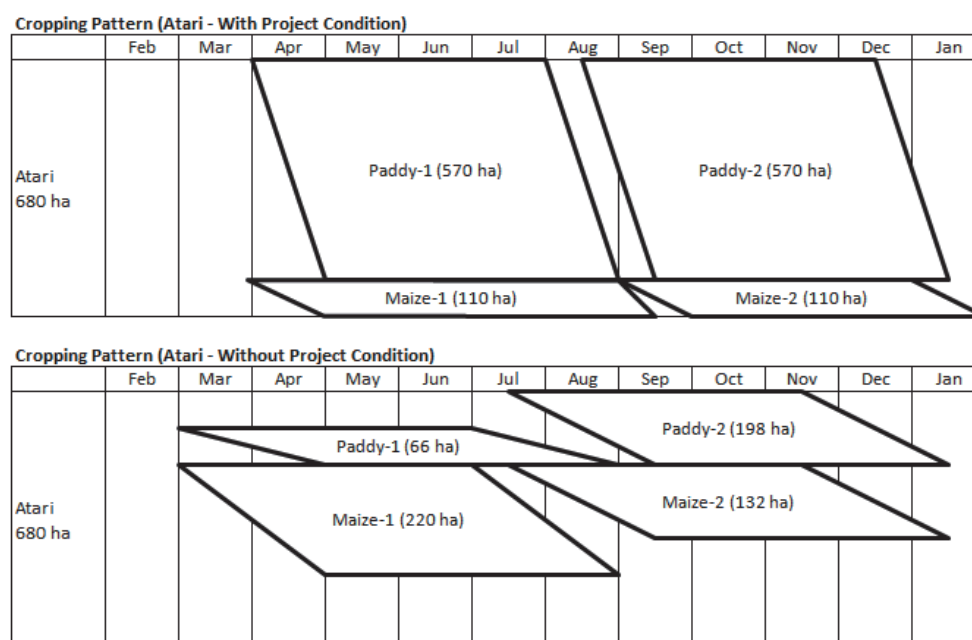 Cropping Pattern (Atari - With Project Condition)
Feb Mar Apr May Jun Jul Aug Sep Oct Nov Dec Jan
Atari
680 ha
Paddy-1 (570 ha) Paddy-2 (570 ha)
Maize-1 (110 ha) Maize-2 (110 ha)
Cropping Pattern (Atari - Without Project Condition)
Feb Mar Apr May Jun Jul Aug Sep Oct Nov Dec Jan
Paddy-2 (198 ha)
Paddy-1 (66 ha)
Maize-2 (132 ha)
Atari
680 ha
Maize-1 (220 ha)